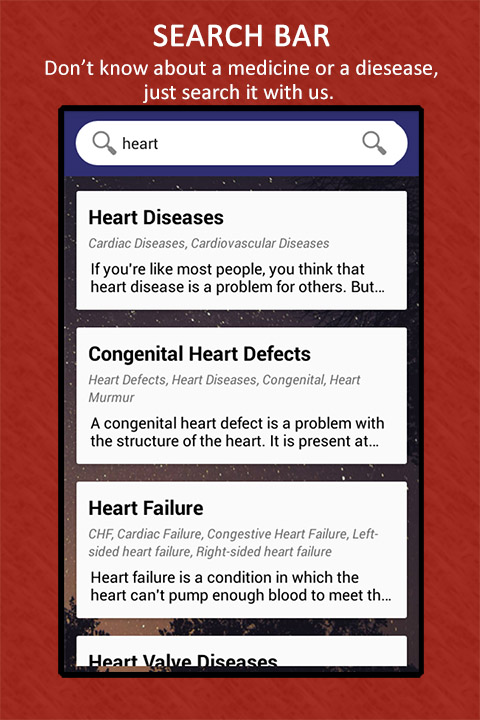 SEARCH BAR
Don't know about a medicine or a diesease,
just search it with us.
heart
Heart Diseases
Cardiac Diseases, Cardiovascular Diseases
If you're like most people, you think that
heart disease is a problem for others. But...
Congenital Heart Defects
Heart Defects, Heart Diseases, Congenital, Heart
Murmur
A congenital heart defect is a problem with
the structure of the heart. It is present at...
Heart Failure
CHF, Cardiac Failure, Congestive Heart Failure, Left-
sided heart failure, Right-sided heart failure
Heart failure is a condition in which the
heart can't pump enough blood to meet th...
Heart Valve Diseases